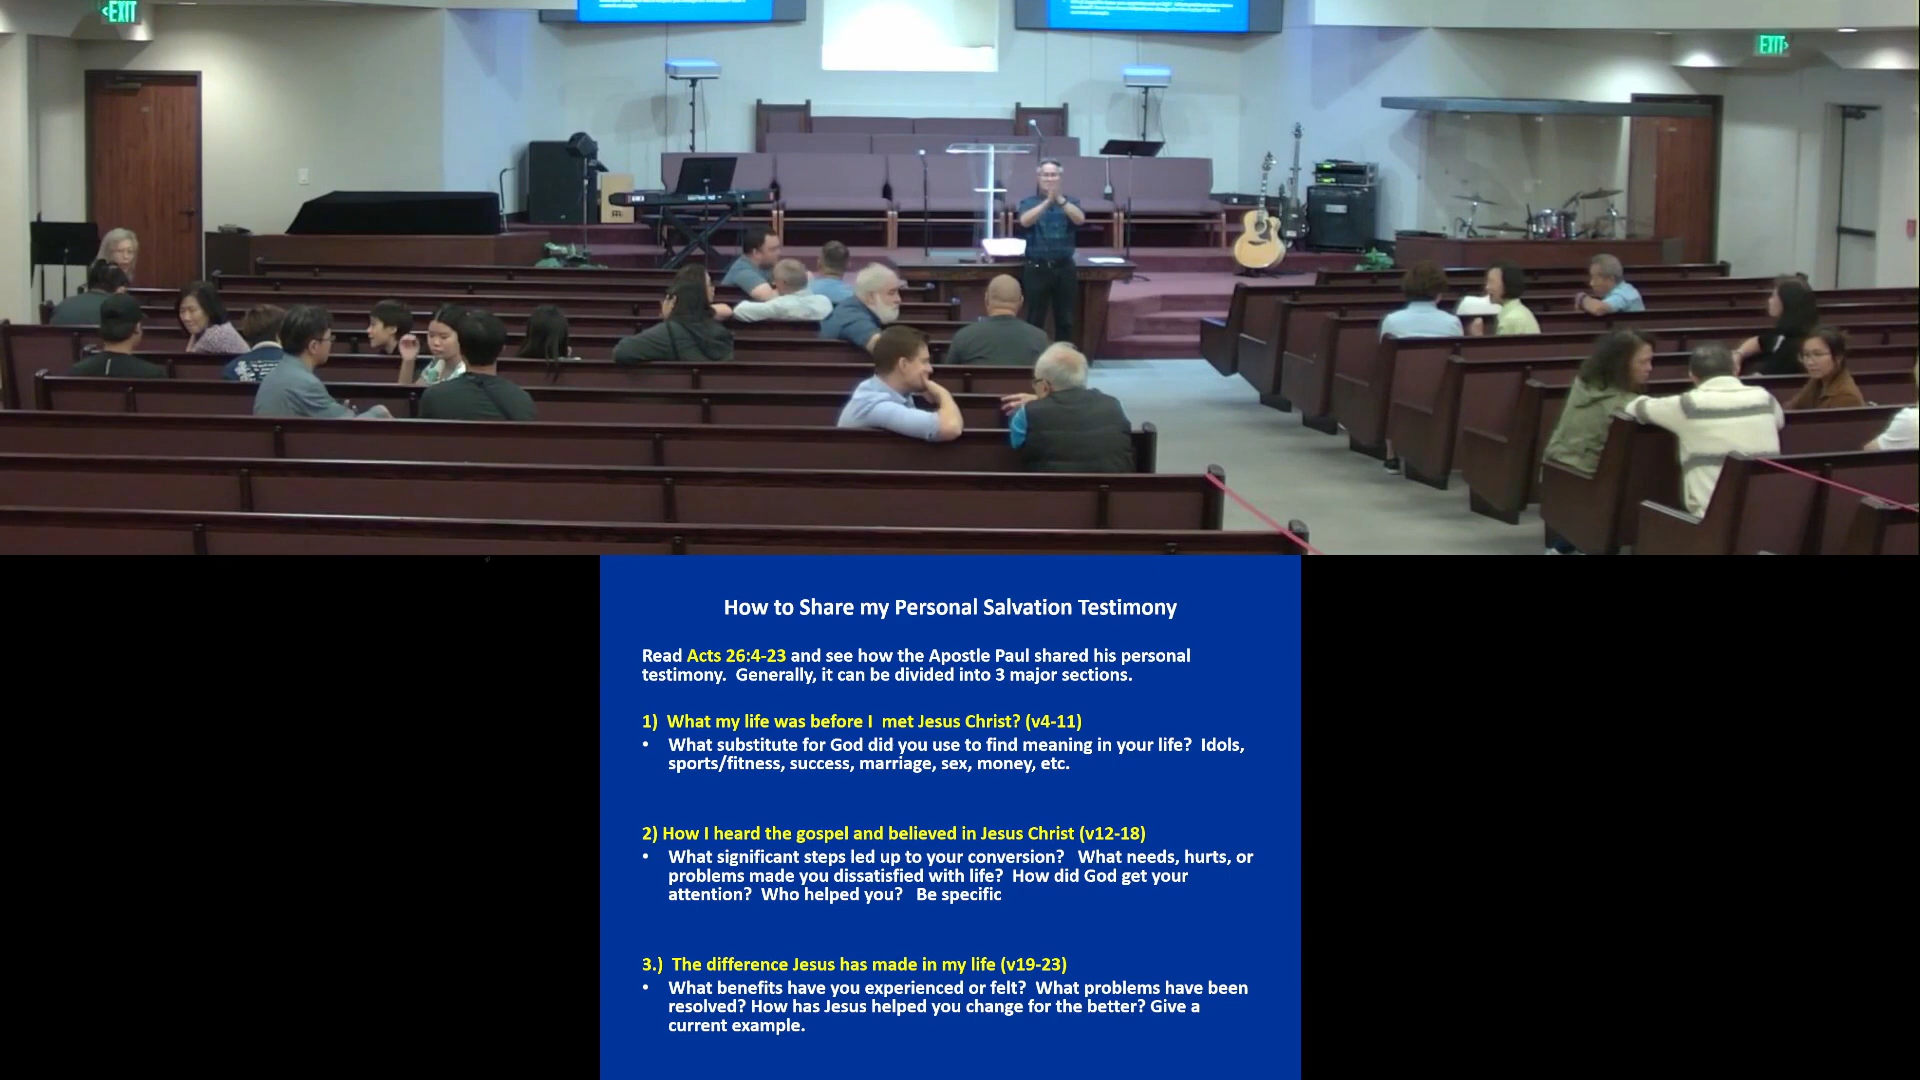 EXIT
EXIT
How to Share my Personal Salvation Testimony
Read Acts 26:4-23 and see how the Apostle Paul shared his personal
testimony.  Generally, it can be divided into 3 major sections.
1)  What my life was before I  met Jesus Christ? (v4-11)
• What substitute for God did you use to find meaning in your life?  Idols,
sports/fitness, success, marriage, sex, money, etc.
2) How I heard the gospel and believed in Jesus Christ (v12-18)
• What significant steps led up to your conversion?   What needs, hurts, or
problems made you dissatisfied with life?  How did God get your
attention?  Who helped you?   Be specific
3.)  The difference Jesus has made in my life (v19-23)
• What benefits have you experienced or felt?  What problems have been
resolved? How has Jesus helped you change for the better? Give a
current example.